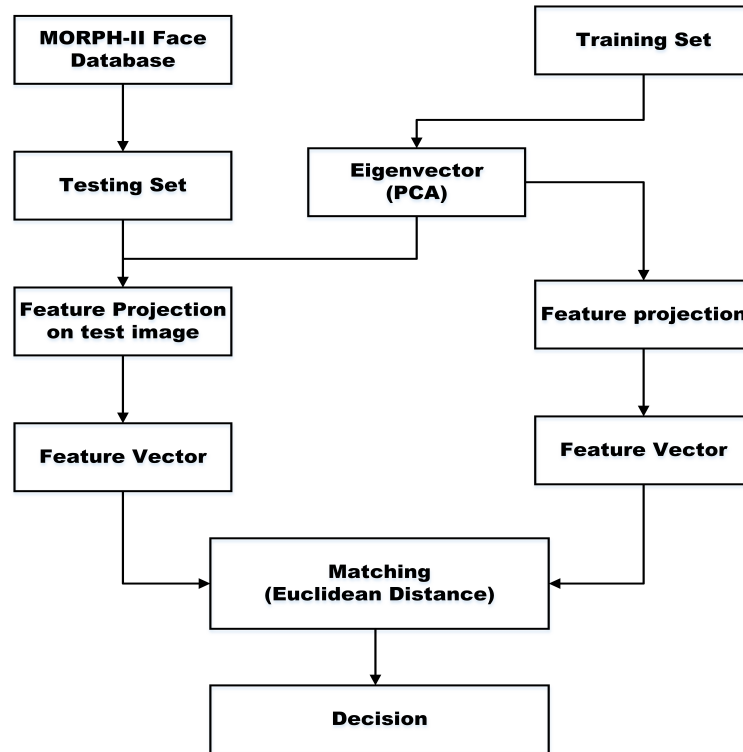 MORPH-II Face
Database
Training Set
Testing Set
Eigenvector
(PCA)
Feature Projection
on test image
Feature projection
Feature Vector
Feature Vector
Matching
(Euclidean Distance)
Decision